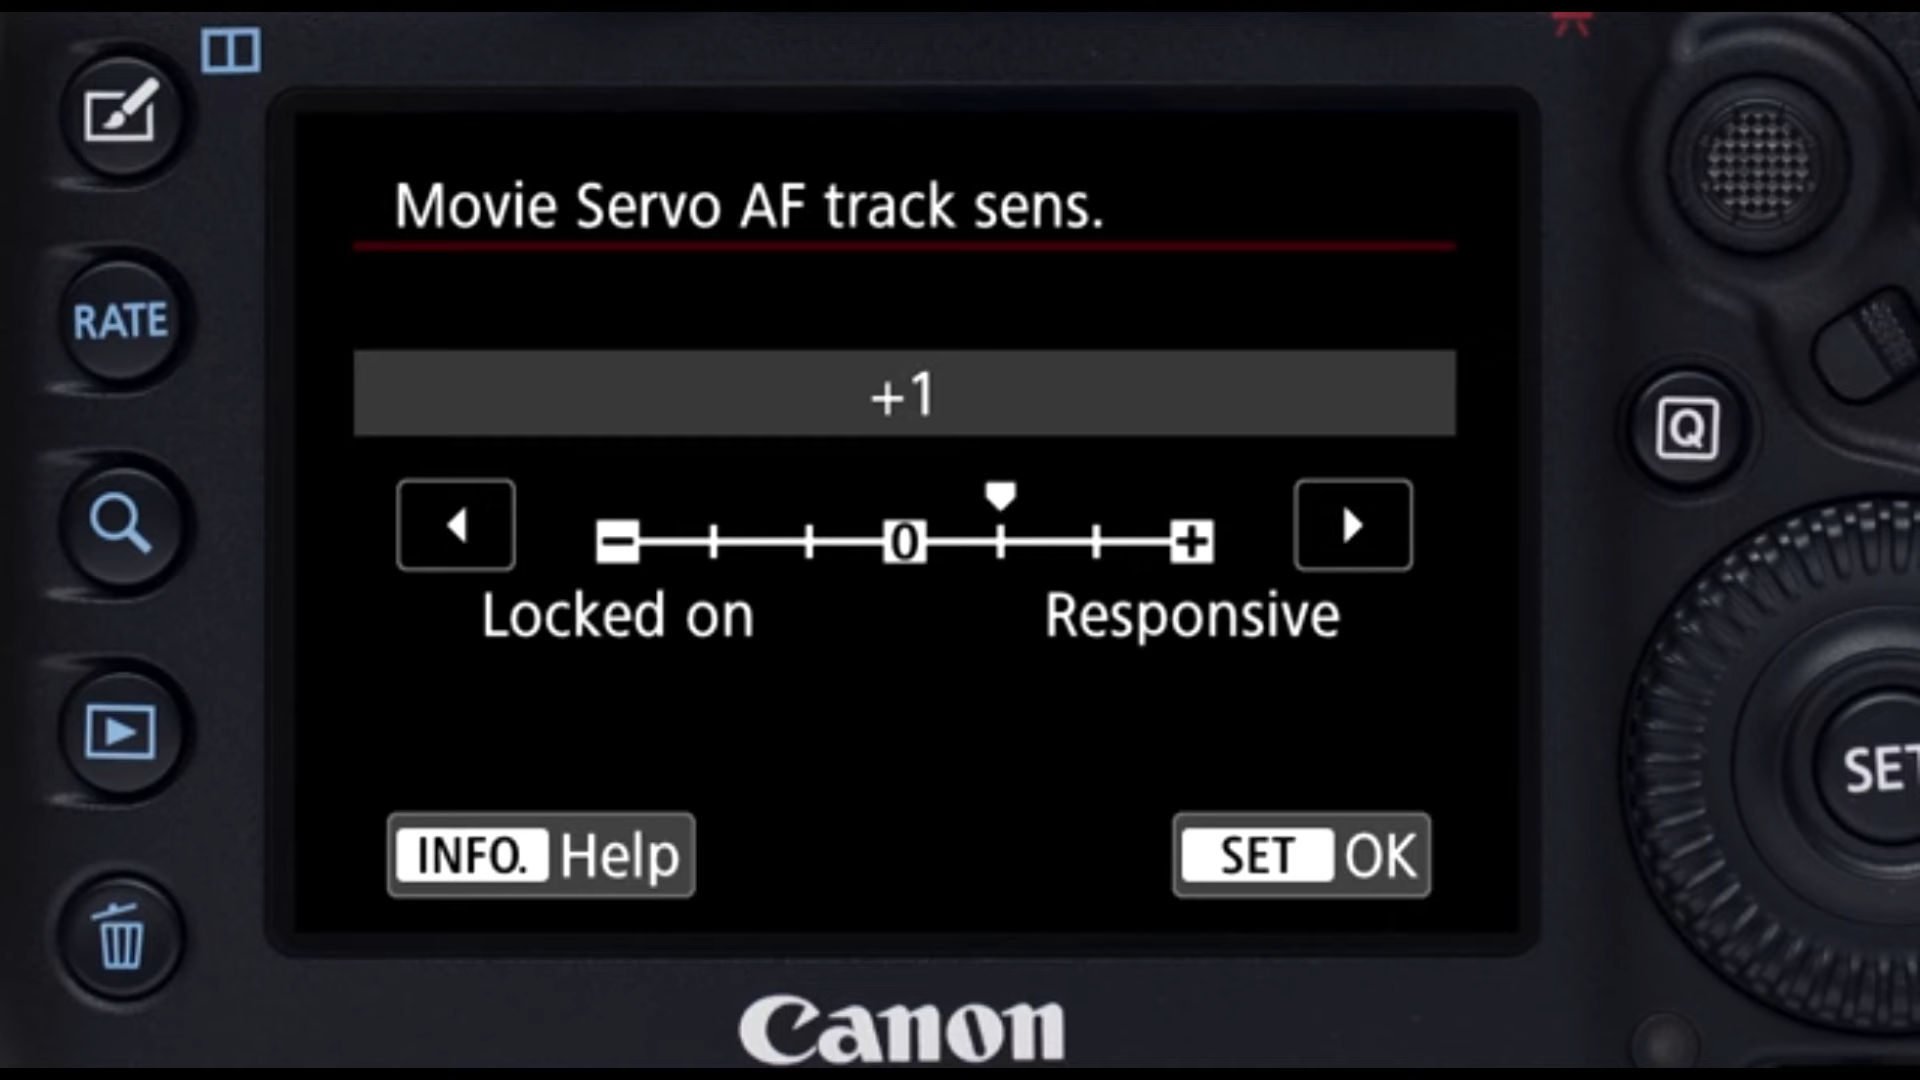 Movie Servo AF track sens.
RATE
+1
Q
- 0 +
Locked on Responsive
SET
INFO. Help SET OK
Canon